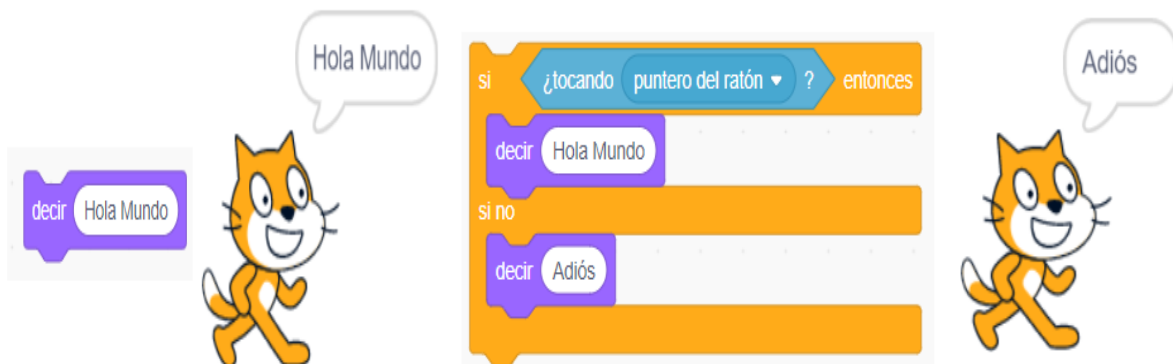 decir Hola Mundo
Hola Mundo
si ¿tocando puntero del ratón ? entonces
decir Hola Mundo
si no
decir Adiós
Adiós